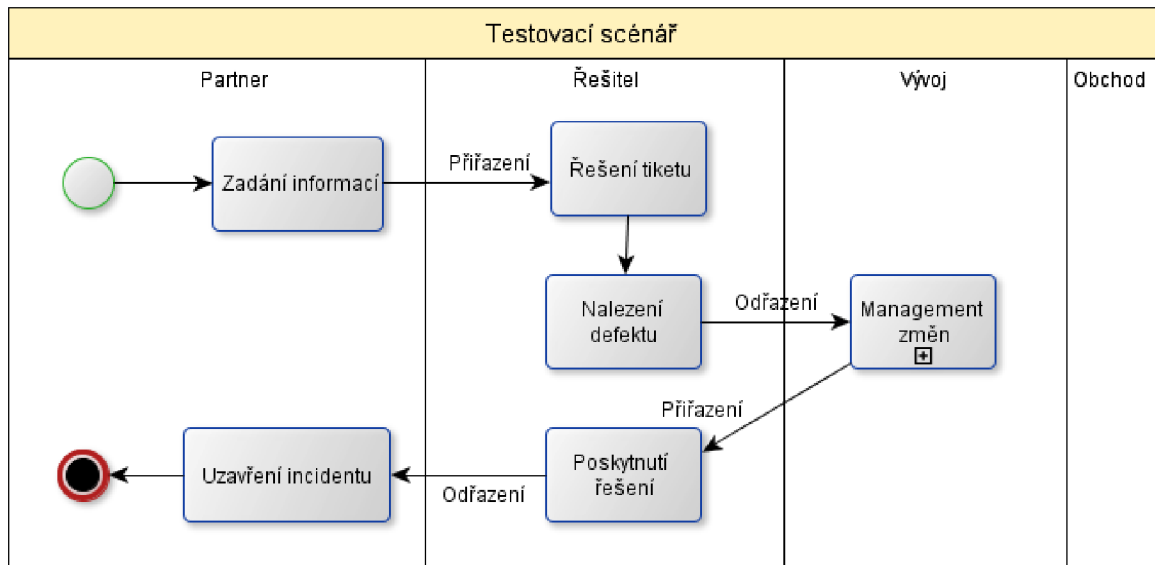 Testovací scénář
Partner
Řešitel
Vývoj
Obchod
Zadání informací
Přiřazení
Řešení tiketu
Nalezení
defektu
Odřazení
Management
změn
Přiřazení
Uzavření incidentu
Odřazení
Poskytnutí
řešení